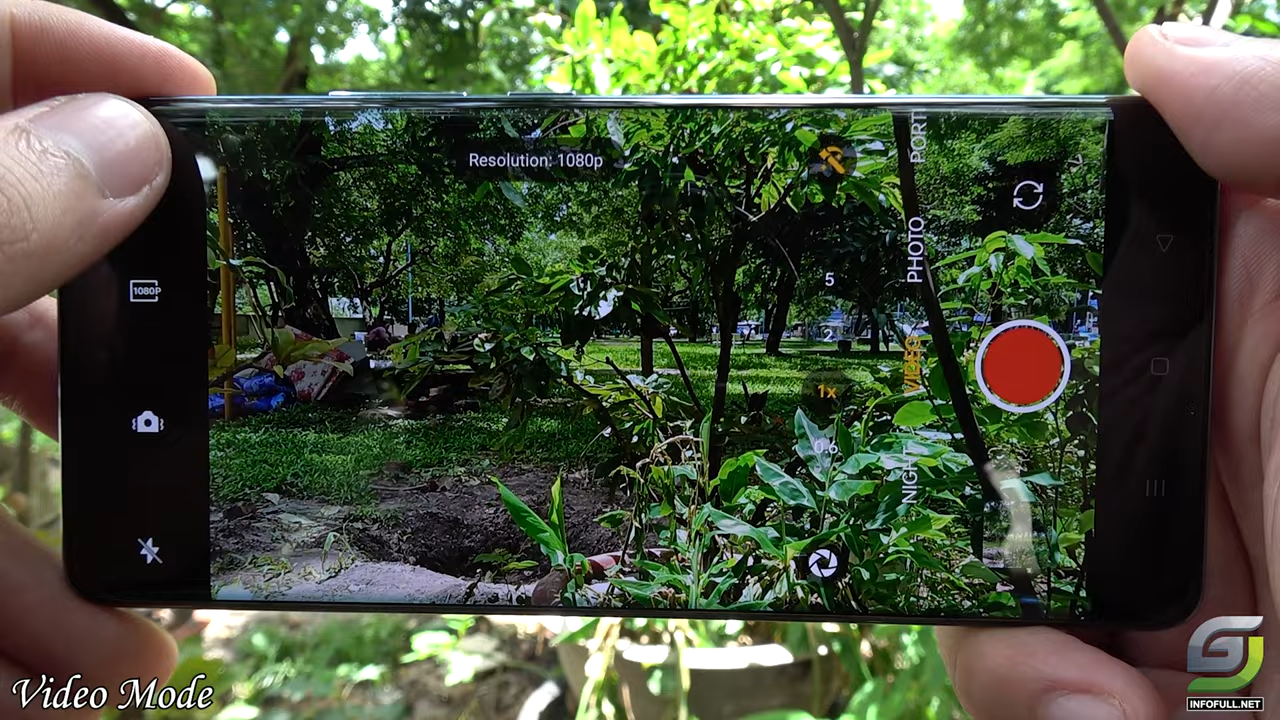 Resolution: 1080p
1080P
PORT
PHOTO
VIDEO
NIGHT
5
2
1x
0.6
Video Mode
INFOFULL.NET